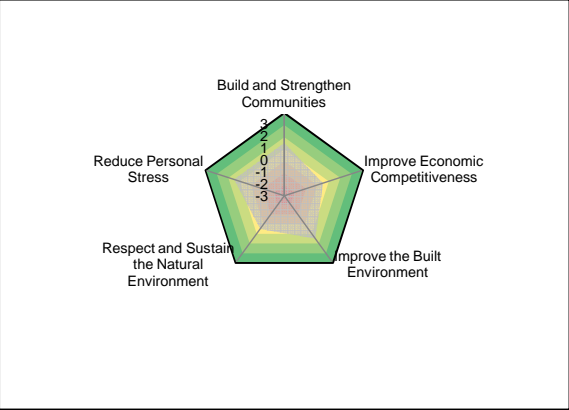 Build and Strengthen
Communities
3
2
1
0
-1
-2
-3
Reduce Personal
Stress
Improve Economic
Competitiveness
Respect and Sustain
the Natural
Environment
Improve the Built
Environment